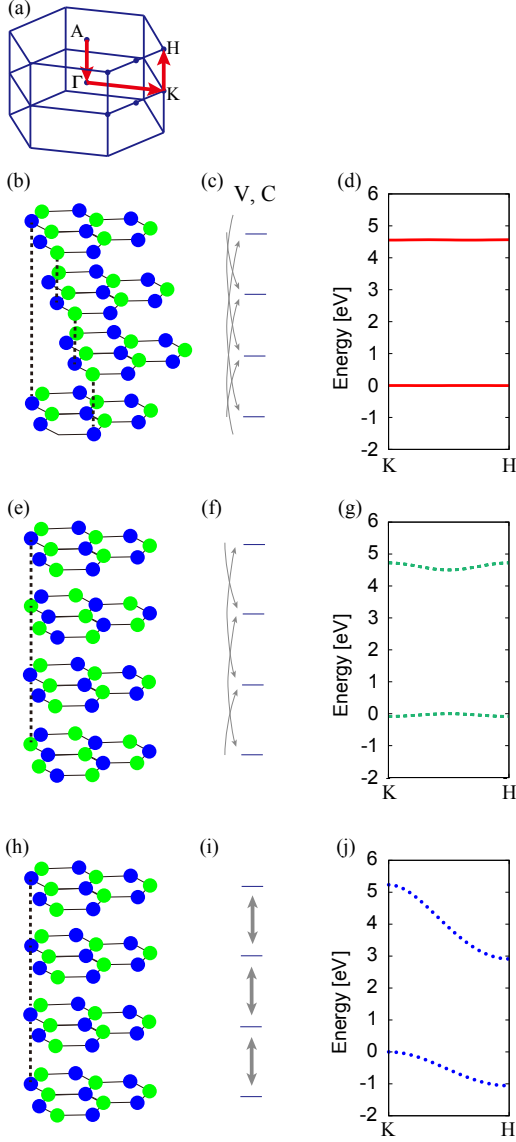 (a)
A
H
Γ
K
(b)
(c)
V, C
(d)
6
5
4
3
2
1
0
-1
-2
Energy [eV]
K
H
(e)
(f)
(g)
6
5
4
3
2
1
0
-1
-2
Energy [eV]
K
H
(h)
(i)
(j)
6
5
4
3
2
1
0
-1
-2
Energy [eV]
K
H